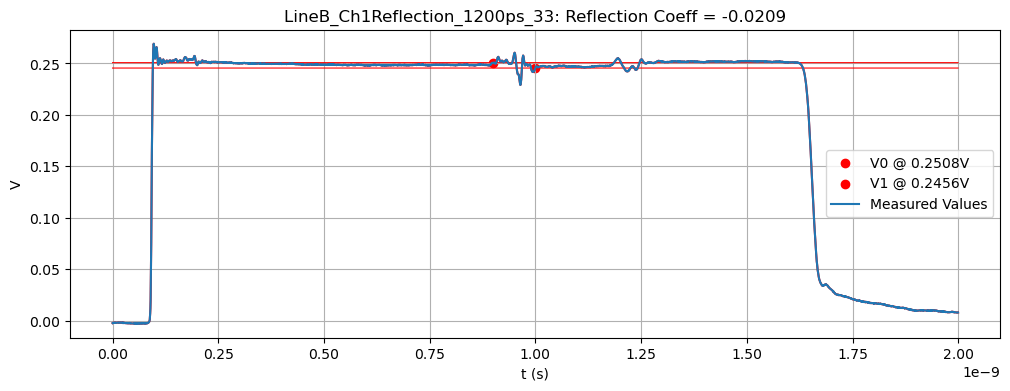 LineB_Ch1Reflection_1200ps_33: Reflection Coeff = -0.0209
V
0.25
0.20
0.15
0.10
0.05
0.00
V0 @ 0.2508V
V1 @ 0.2456V
Measured Values
0.00 0.25 0.50 0.75 1.00 1.25 1.50 1.75 2.00
1e−9
t (s)